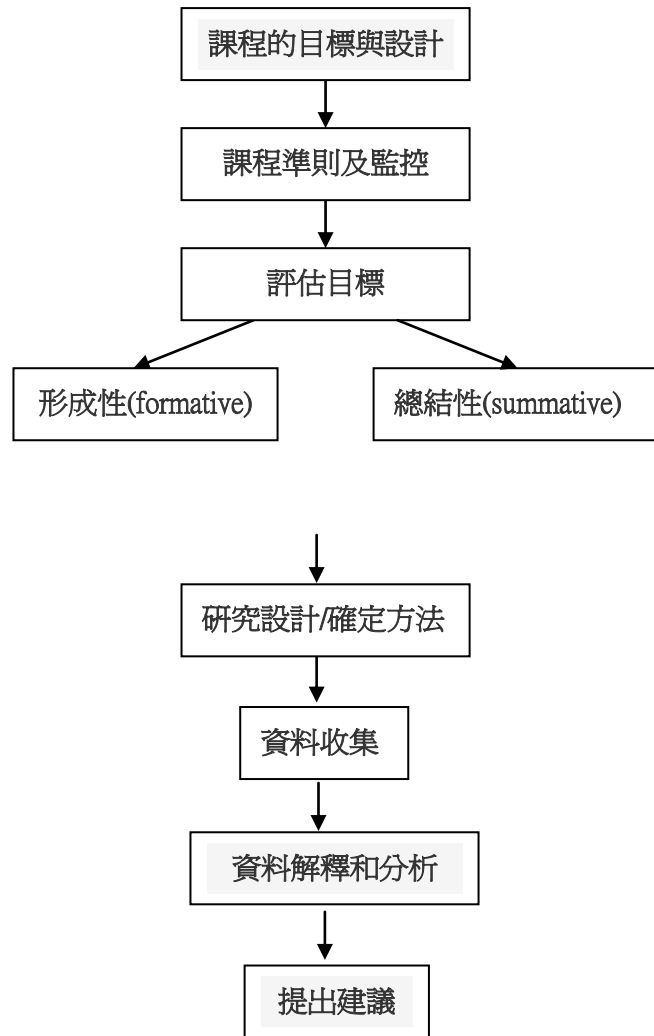 課程的目標與設計
課程準則及監控
評估目標
形成性(formative)
總結性(summative)
研究設計/確定方法
資料收集
資料解釋和分析
提出建議